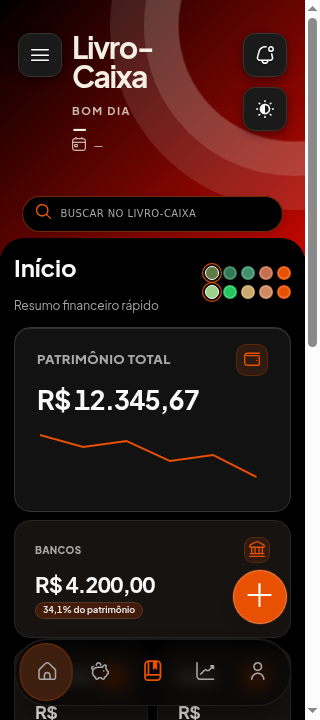 Livro-
Caixa
BOM DIA
—
—
BUSCAR NO LIVRO-CAIXA
Início
Resumo financeiro rápido
PATRIMÔNIO TOTAL
R$ 12.345,67
BANCOS
R$ 4.200,00
34,1% do patrimônio
R$
R$